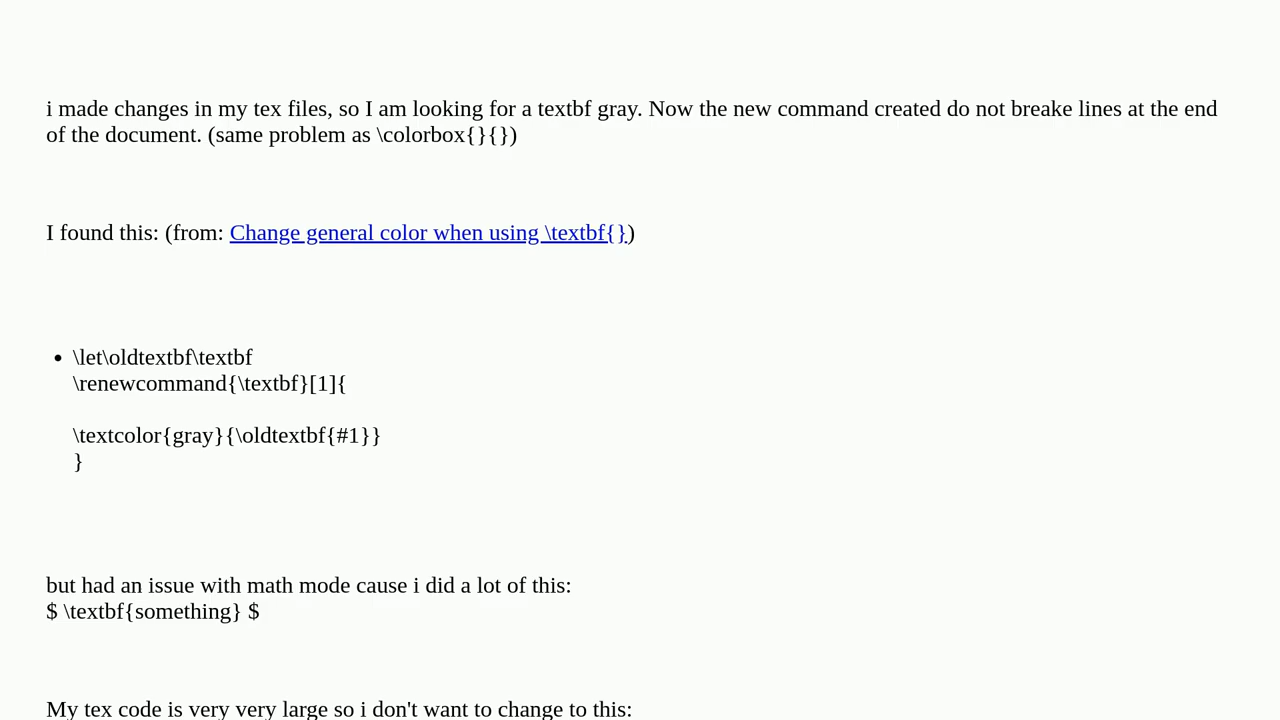 i made changes in my tex files, so I am looking for a textbf gray. Now the new command created do not breake lines at the end
of the document. (same problem as \colorbox{}{})
I found this: (from: Change general color when using \textbf{})
• \let\oldtextbf\textbf
\renewcommand{\textbf}[1]{
\textcolor{gray}{\oldtextbf{#1}}
}
but had an issue with math mode cause i did a lot of this:
$ \textbf{something} $
My tex code is very very large so i don't want to change to this: